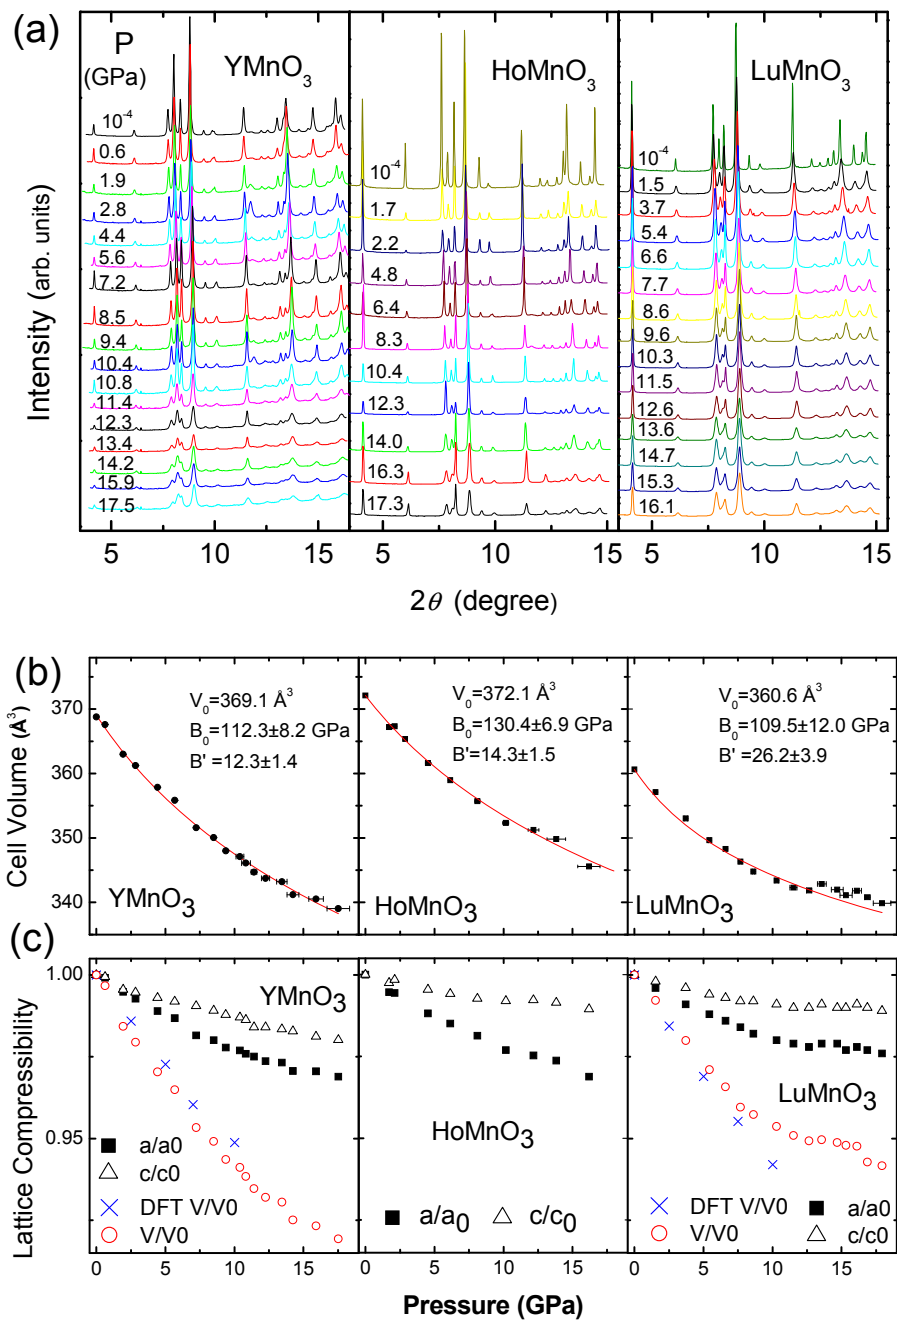 (a)
P
(GPa)
YMnO3
HoMnO3
LuMnO3
10-4
0.6
1.9
2.8
4.4
5.6
7.2
8.5
9.4
10.4
10.8
11.4
12.3
13.4
14.2
15.9
17.5
10-4
1.7
2.2
4.8
6.4
8.3
10.4
12.3
14.0
16.3
17.3
10-4
1.5
3.7
5.4
6.6
7.7
8.6
9.6
10.3
11.5
12.6
13.6
14.7
15.3
16.1
Intensity (arb. units)
5 10 15 5 10 15 5 10 15
2θ (degree)
(b)
Cell Volume (Å3)
370
360
350
340
V0=369.1 Å3
B0=112.3±8.2 GPa
B' =12.3±1.4
YMnO3
V0=372.1 Å3
B0=130.4±6.9 GPa
B'=14.3±1.5
HoMnO3
V0=360.6 Å3
B0=109.5±12.0 GPa
B' =26.2±3.9
LuMnO3
(c)
Lattice Compressibility
1.00
0.95
YMnO3
a/a0
c/c0
DFT V/V0
V/V0
HoMnO3
a/a0 c/c0
LuMnO3
DFT V/V0 a/a0
V/V0 c/c0
0 5 10 15 0 5 10 15 0 5 10 15
Pressure (GPa)